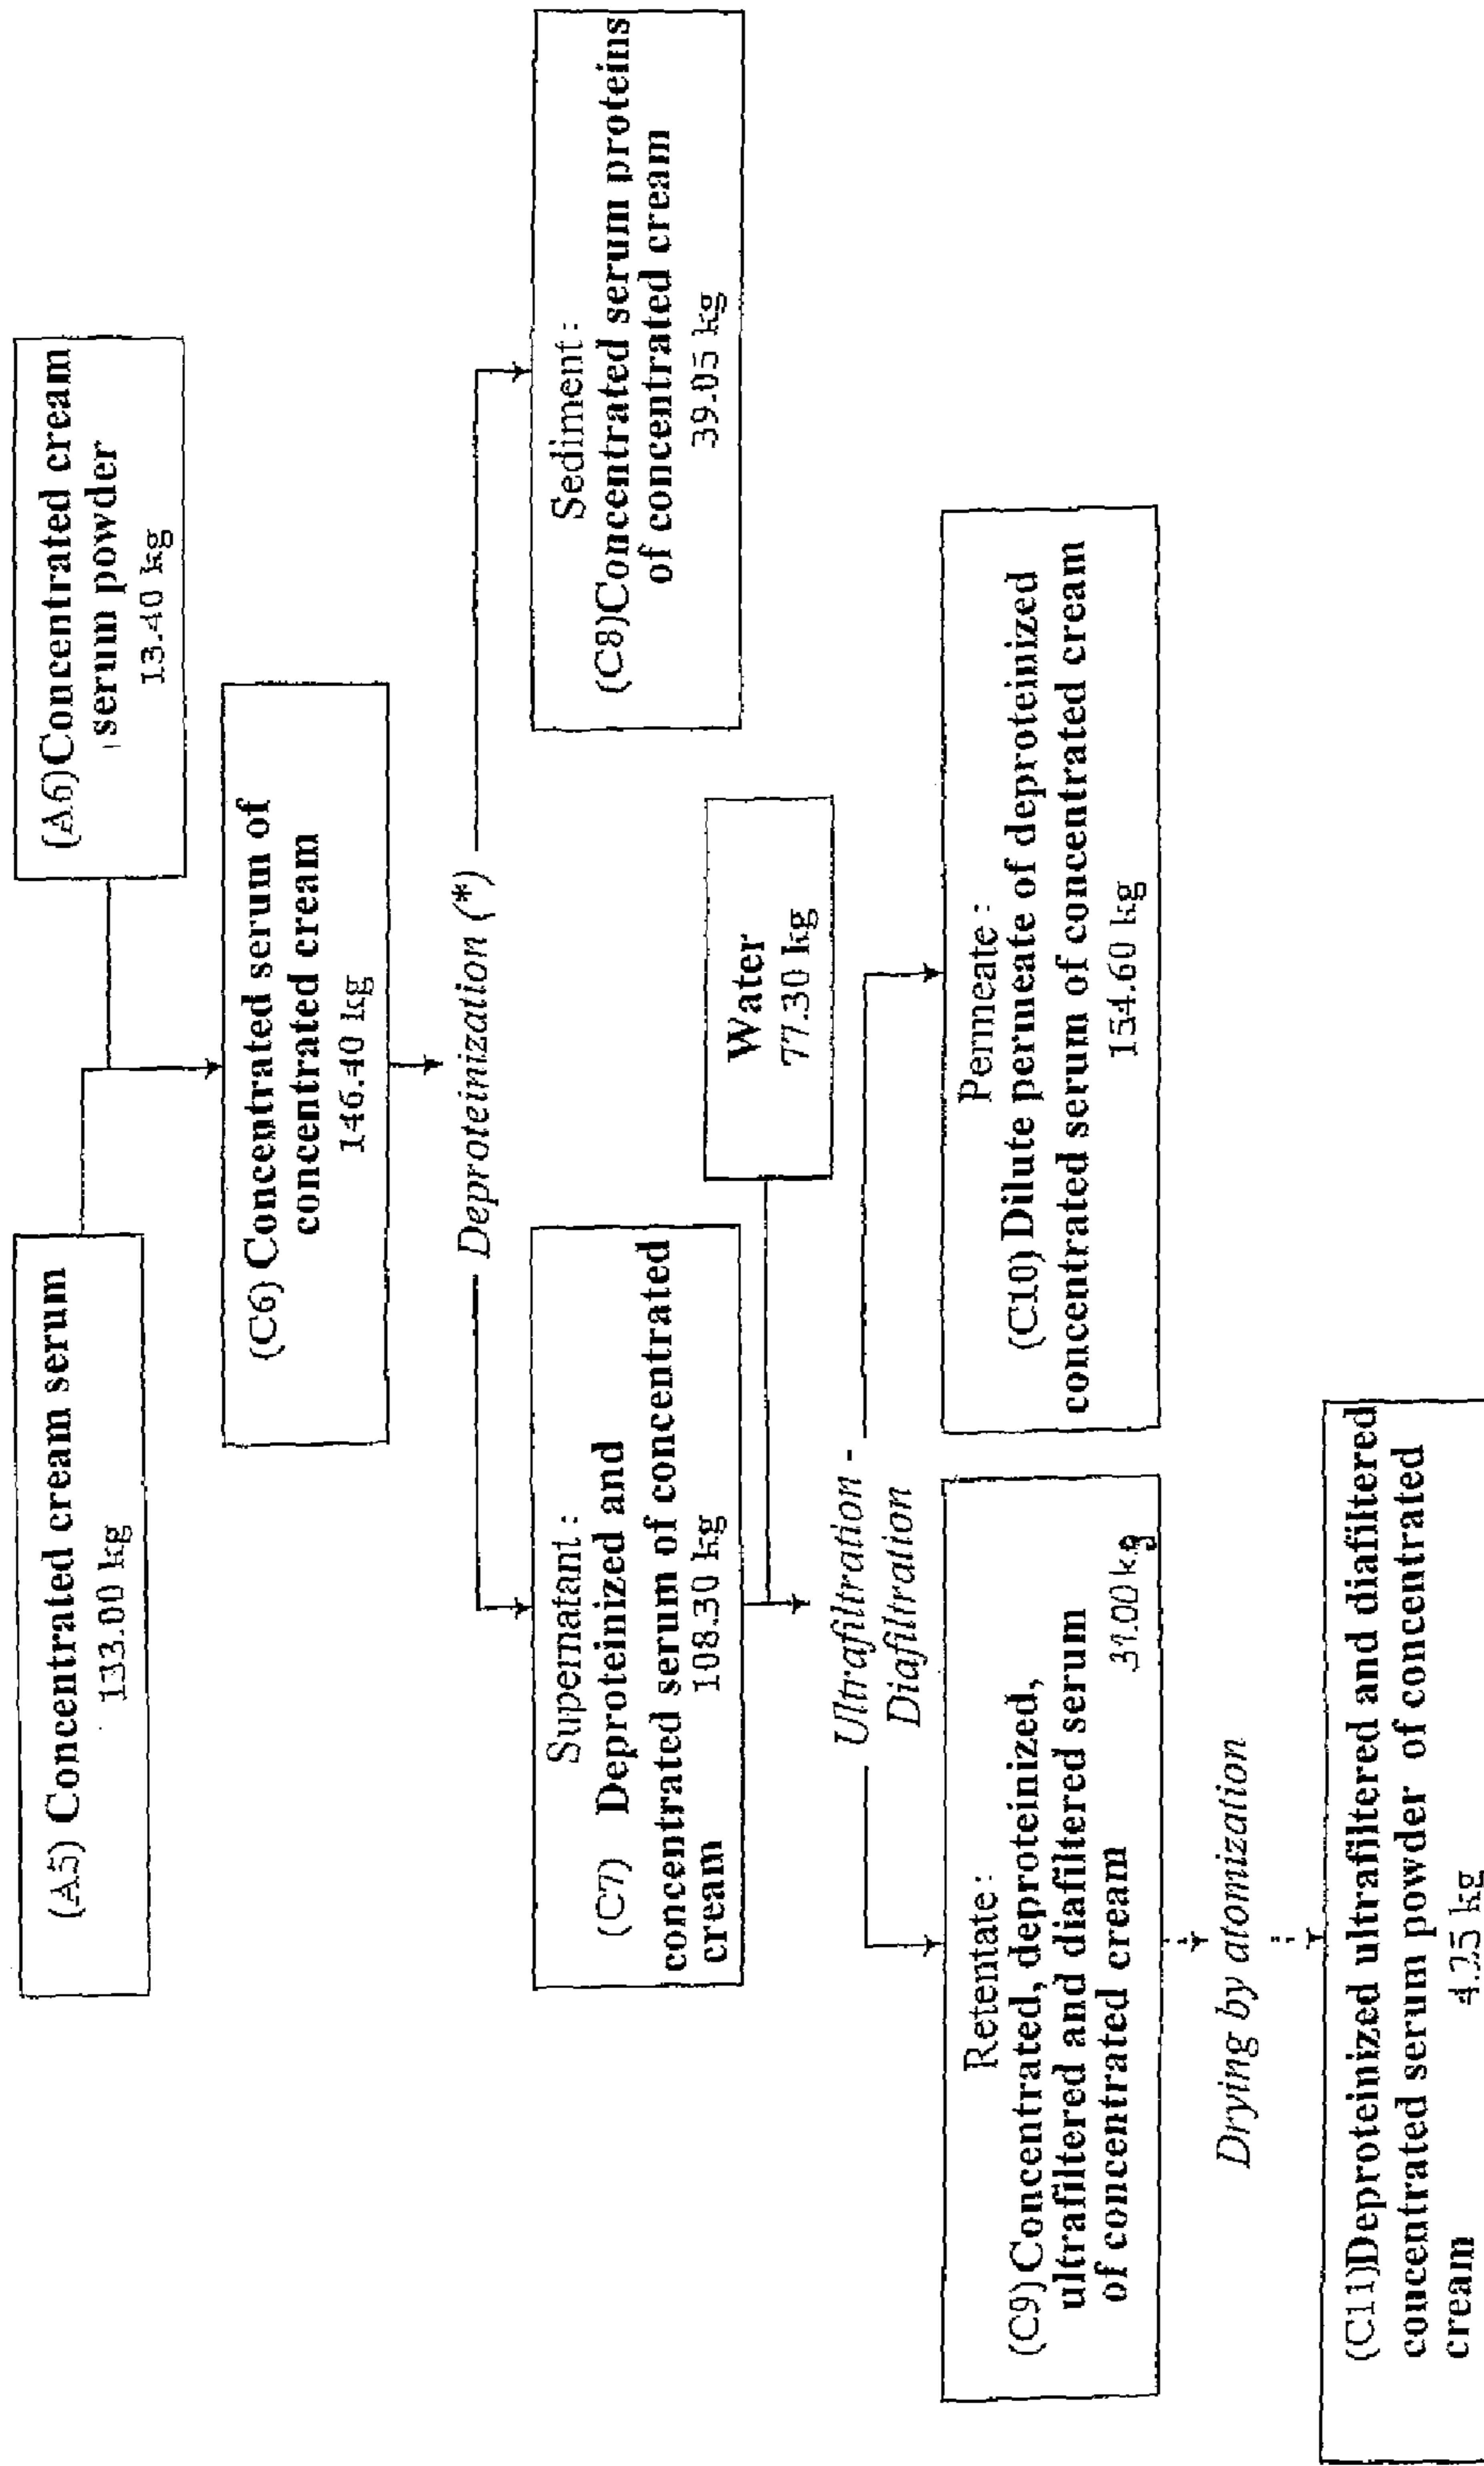 (A5) Concentrated cream serum
133.00 kg
(A6)Concentrated cream
serum powder
13.40 kg
(C6) Concentrated serum of
concentrated cream
146.40 kg
Deproteinization (*)
Supernatant :
(C7) Deproteinized and
concentrated serum of concentrated
cream
108.30 kg
Sediment :
(C8)Concentrated serum proteins
of concentrated cream
39.05 kg
Water
77.30 kg
Ultrafiltration -
Diafiltration
Retentate :
(C9)Concentrated, deproteinized,
ultrafiltered and diafiltered serum
of concentrated cream
31.00 kg
Permeate :
(C10) Dilute permeate of deproteinized
concentrated serum of concentrated cream
154.60 kg
Drying by atomization
(C11)Deproteinized ultrafiltered and diafiltered
concentrated serum powder of concentrated
cream
kg